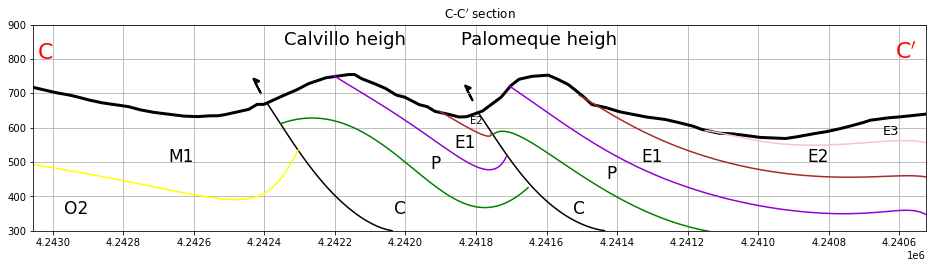 C-C′ section
900
800
700
600
500
400
300
C
Calvillo heigh
Palomeque heigh
C′
E2
E3
M1
P
E1
P
E1
E2
O2
C
C
4.2430
4.2428
4.2426
4.2424
4.2422
4.2420
4.2418
4.2416
4.2414
4.2412
4.2410
4.2408
4.2406
1e6